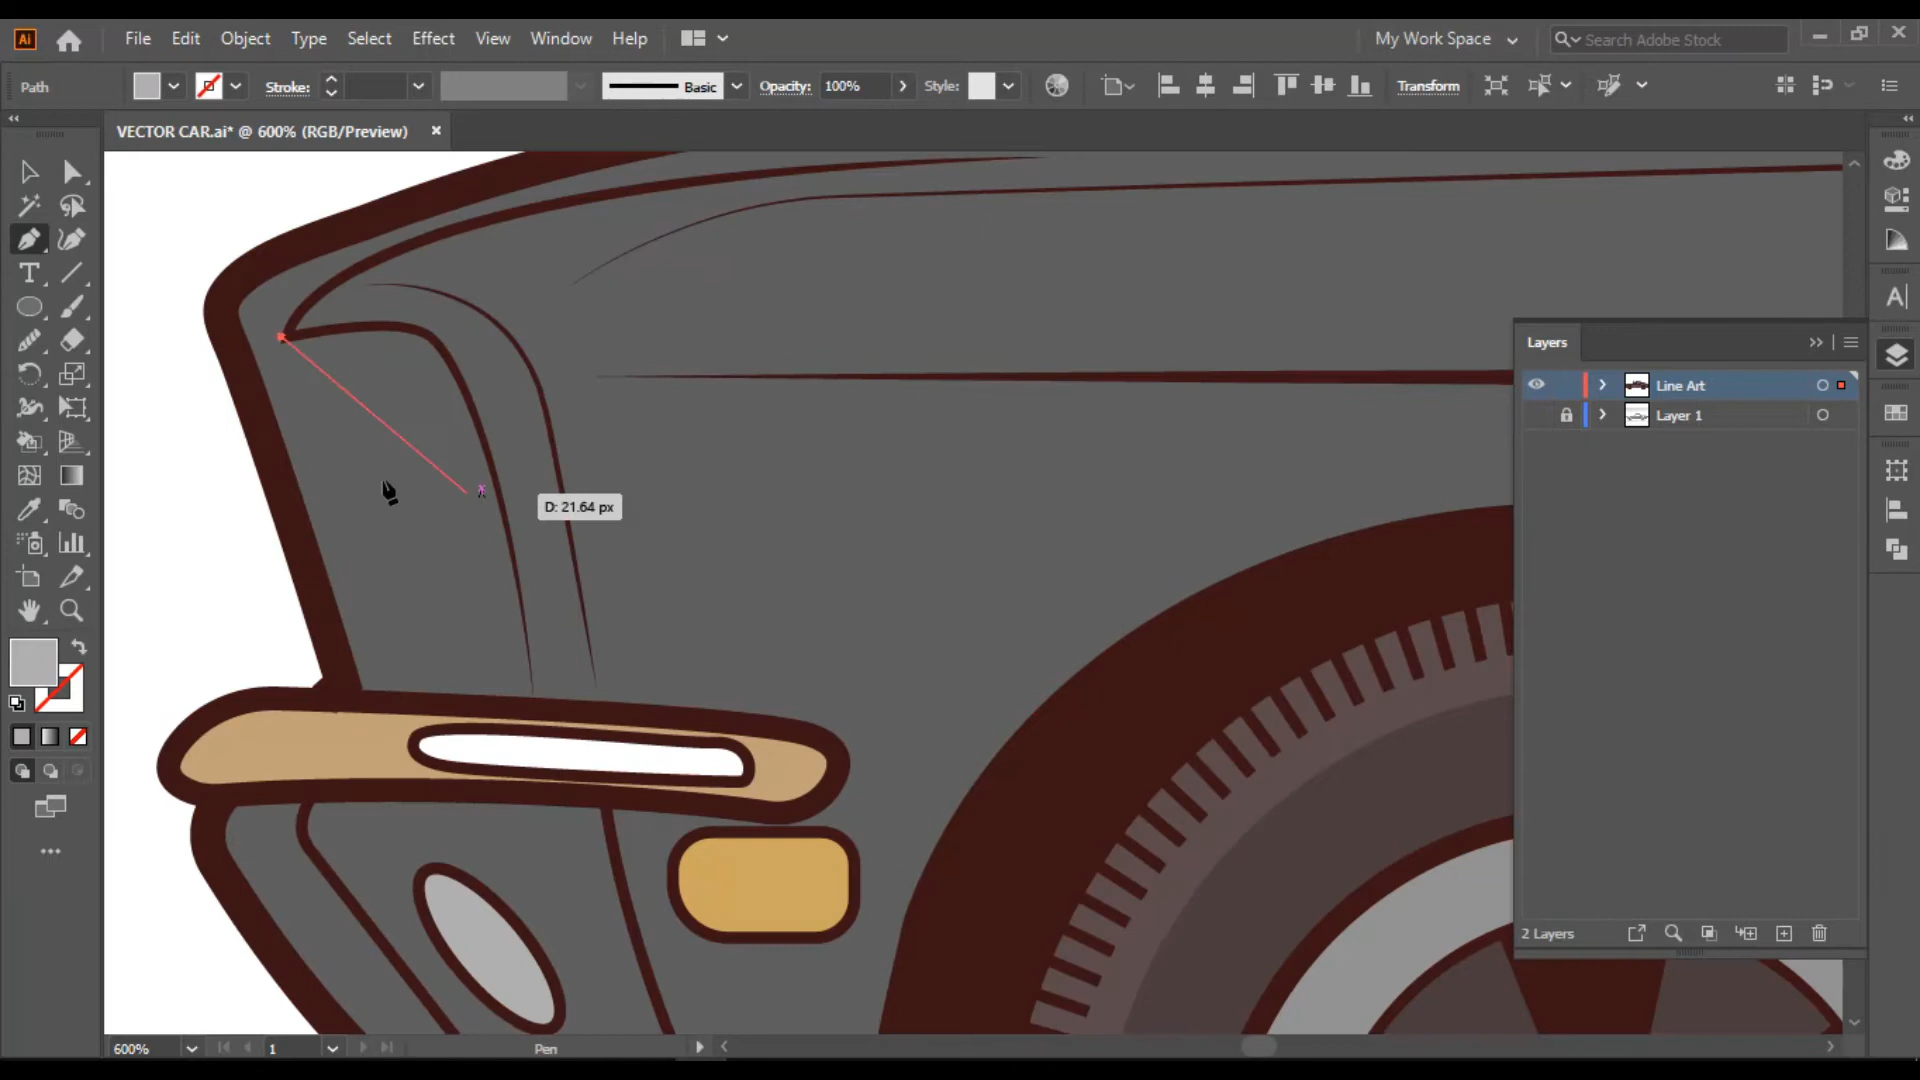 Ai File Edit Object Type Select Effect View Window Help My Work Space Search Adobe Stock
Path Stroke: Basic Opacity: 100% Style: Transform
VECTOR CAR.ai* @ 600% (RGB/Preview)
D: 21.64 px
Layers
Line Art
Layer 1
2 Layers
600% 1 Pen